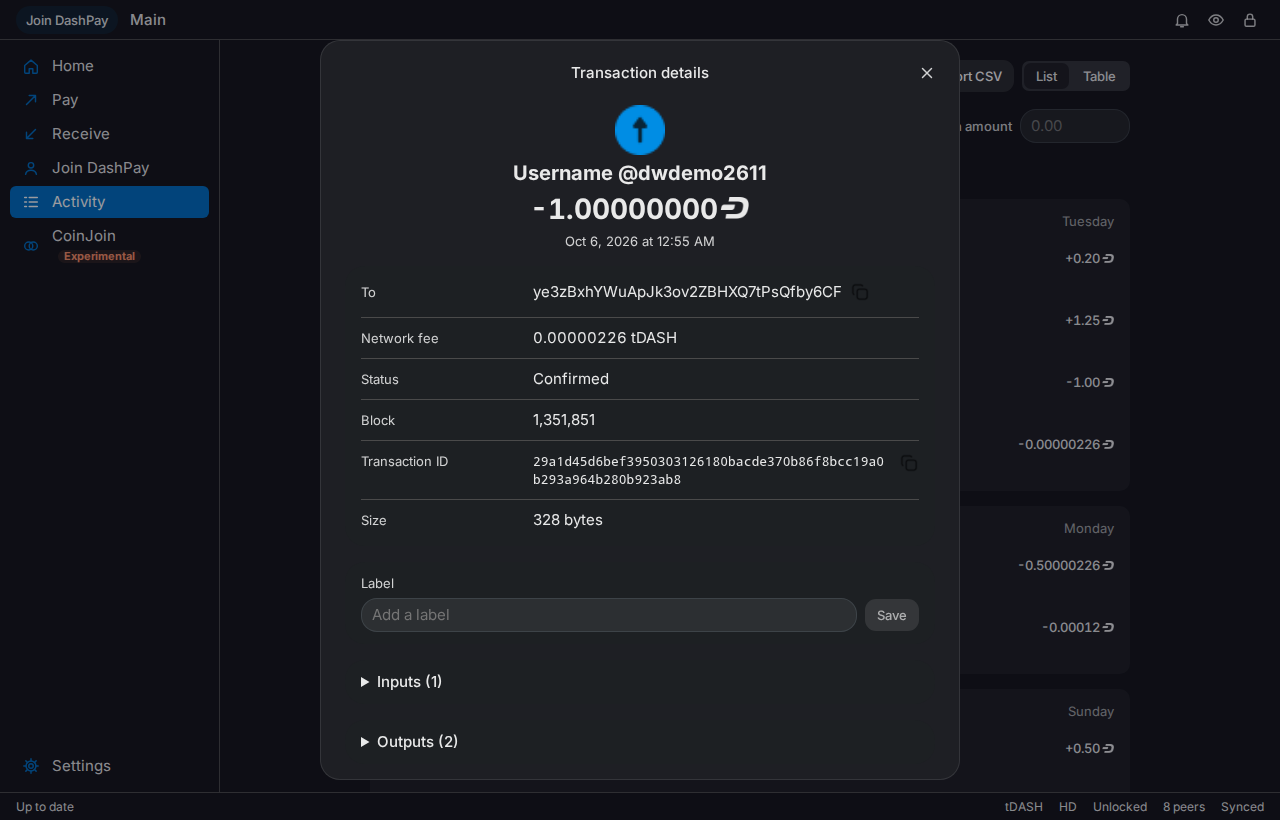 Join DashPay
Main
Home
Pay
Receive
Join DashPay
Activity
CoinJoin
Experimental
Settings
Transaction details
Username @dwdemo2611
-1.00000000
Oct 6, 2026 at 12:55 AM
To
ye3zBxhYWuApJk3ov2ZBHXQ7tPsQfby6CF
Network fee
0.00000226 tDASH
Status
Confirmed
Block
1,351,851
Transaction ID
29a1d45d6bef3950303126180bacde370b86f8bcc19a0
b293a964b280b923ab8
Size
328 bytes
Label
Add a label
Save
Inputs (1)
Outputs (2)
CSV
List
Table
amount
0.00
Tuesday
+0.20
+1.25
-1.00
-0.00000226
Monday
-0.50000226
-0.00012
Sunday
+0.50
Up to date
tDASH
HD
Unlocked
8 peers
Synced